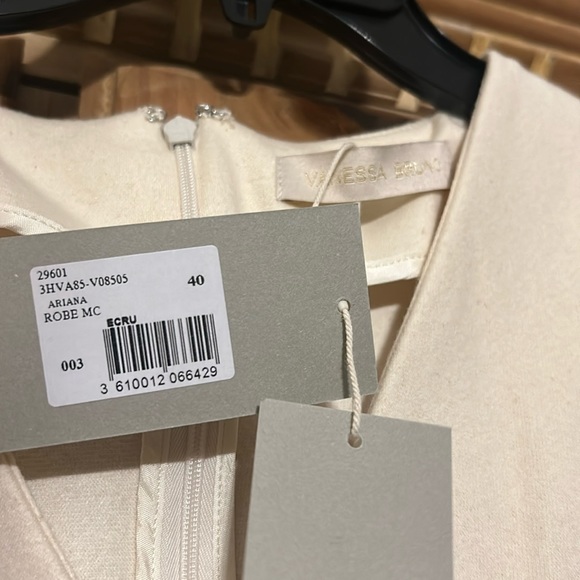 VANESSA BRUNO
29601
3HVA85-V08505 40
ARIANA
ROBE MC
ECRU
003
3 610012 066429